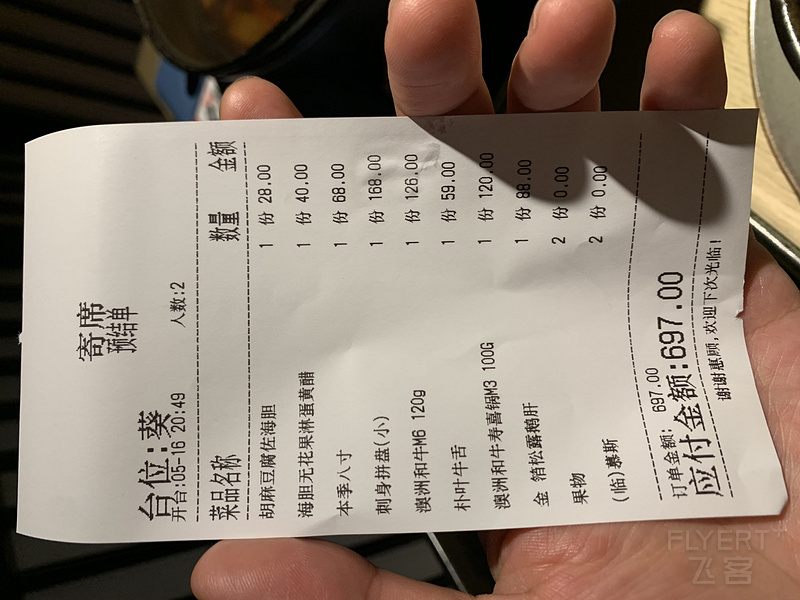 寄席
预结单
台位:葵
开台:05-16 20:49 人数:2
菜品名称 数量 金额
胡麻豆腐佐海胆 1 份 28.00
海胆无花果淋蛋黄醋 1 份 40.00
本季八寸 1 份 68.00
刺身拼盘(小) 1 份 168.00
澳洲和牛M6 120g 1 份 126.00
朴叶牛舌 1 份 59.00
澳洲和牛寿喜锅M3 100G 1 份 120.00
金 箔松露鹅肝 1 份 88.00
果物 2 份 0.00
(临)慕斯 2 份 0.00
订单金额: 697.00
应付金额:697.00
谢谢惠顾,欢迎下次光临!
FLYERT
飞客